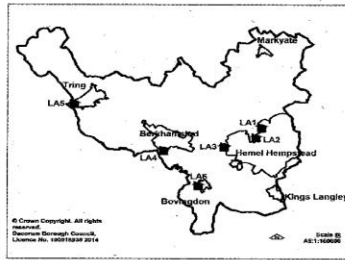 Markyate
Tring
LA5
LA1
Berkhamsted
LA2
LA3
LA4
Hemel Hempstead
LA6
Kings Langley
Bovingdon
© Crown Copyright. All rights
reserved.
Dacorum Borough Council,
Licence No. 100018935 2014
Scale @